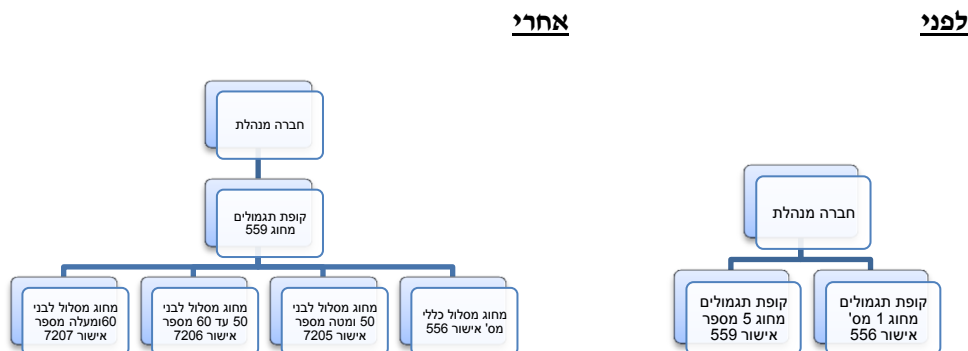 לפני
אחרי
חברה מנהלת
קופת תגמולים
מחוג 1 מס'
אישור 556
קופת תגמולים
מחוג 5 מספר
אישור 559
חברה מנהלת
קופת תגמולים
מחוג 559
מחוג מסלול כללי
מס' אישור 556
מחוג מסלול לבני
50 ומטה מספר
אישור 7205
מחוג מסלול לבני
50 עד 60 מספר
אישור 7206
מחוג מסלול לבני
60ומעלה מספר
אישור 7207